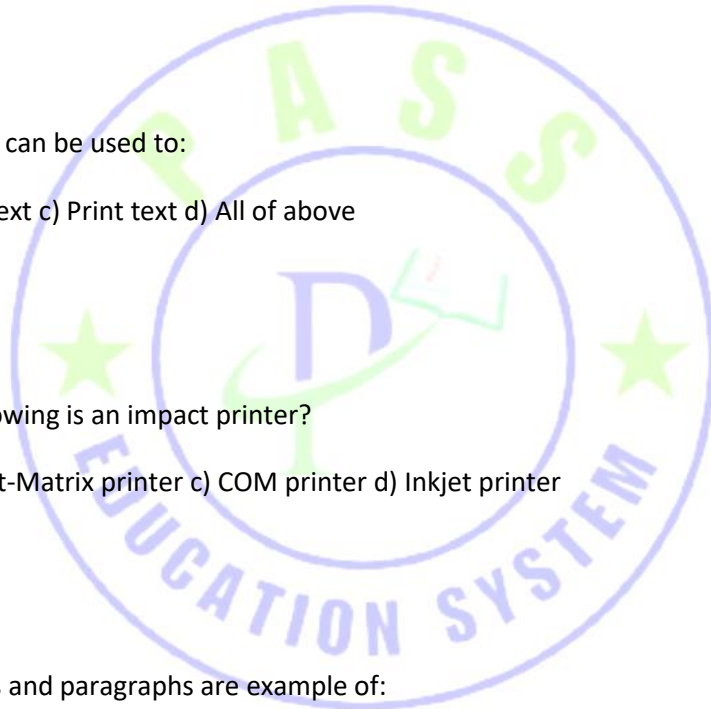 PASS
can be used to:
ext c) Print text d) All of above
owing is an impact printer?
t-Matrix printer c) COM printer d) Inkjet printer
EDUCATION SYSTEM
s and paragraphs are example of: